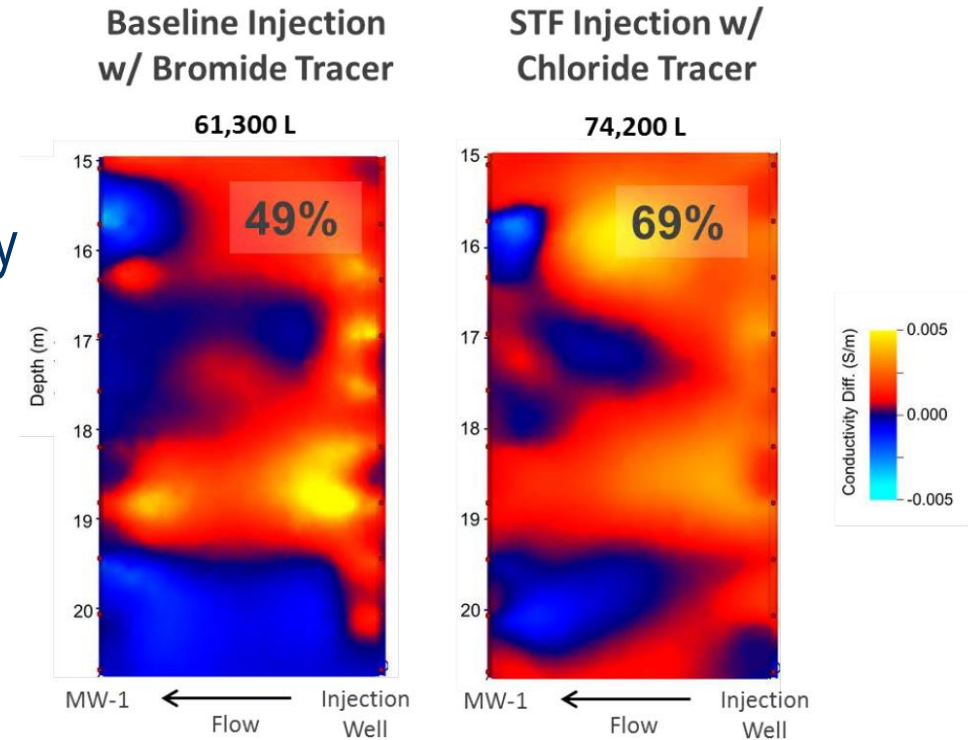 Baseline Injection
w/ Bromide Tracer
61,300 L
49%
15
16
17
18
19
20
Depth (m)
MW-1
Flow
Injection
Well
STF Injection w/
Chloride Tracer
74,200 L
69%
15
16
17
18
19
20
MW-1
Flow
Injection
Well
Conductivity Diff. (S/m)
0.005
0.000
-0.005
y